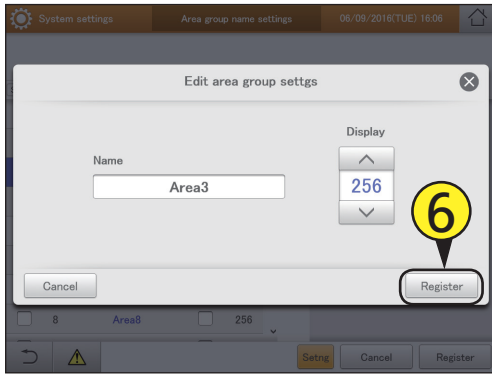 System settings
Area group name settings
06/09/2016(TUE) 16:06
Edit area group settgs
Display
Name
Area3
256
6
Cancel
Register
8 Area8 256
Setng
Cancel
Register